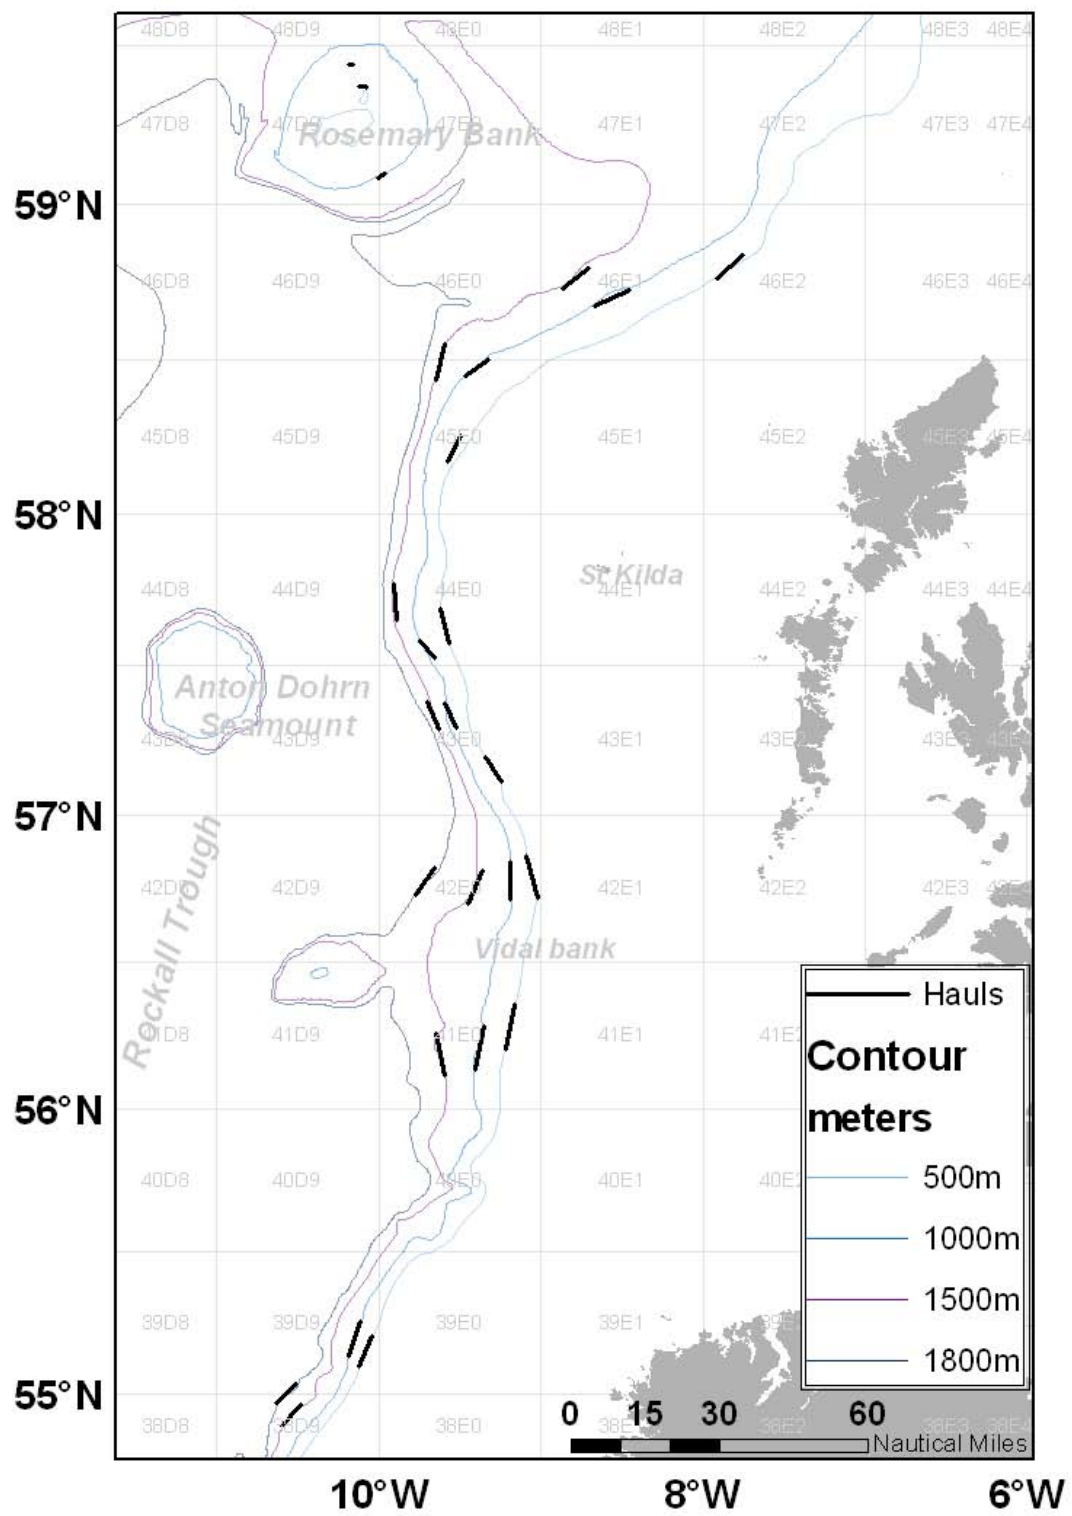 48D8 48D9 48E0 48E1 48E2 48E3 48E4
47D8 47D9 47E0 47E1 47E2 47E3 47E4
Rosemary Bank
59°N
46D8 46D9 46E0 46E1 46E2 46E3 46E4
45D8 45D9 45E0 45E1 45E2 45E3 45E4
58°N
St Kilda
44D8 44D9 44E0 44E1 44E2 44E3 44E4
Anton Dohrn
Seamount
43D9 43E0 43E1 43E2 43E3
57°N
Rockall Trough
42D8 42D9 42E0 42E1 42E2 42E3
Vidal bank
41D9 41E0 41E1
56°N
40D8 40D9 40E0 40E1
39D8 39D9 39E0 39E1
55°N
38D8 38D9 38E0 38E2 38E3 38E4
Hauls
Contour
meters
500m
1000m
1500m
1800m
0 15 30 60
Nautical Miles
10°W 8°W 6°W